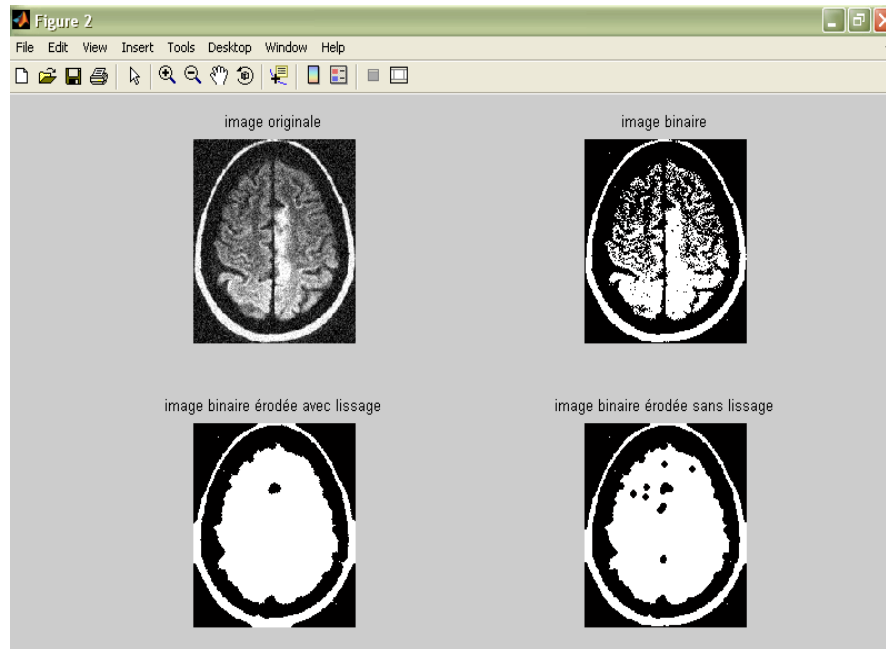 Figure 2
File Edit View Insert Tools Desktop Window Help
image originale
image binaire
image binaire érodée avec lissage
image binaire érodée sans lissage